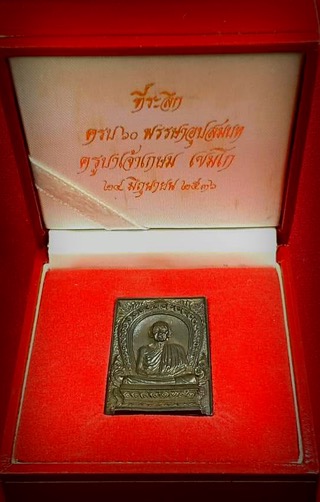 ที่ระลึก
ครบ ๖๐ พรรษาอุปสมบท
ครูบาเจ้าเกษม เขมโก
๒๘ มิถุนายน ๒๕๓๖